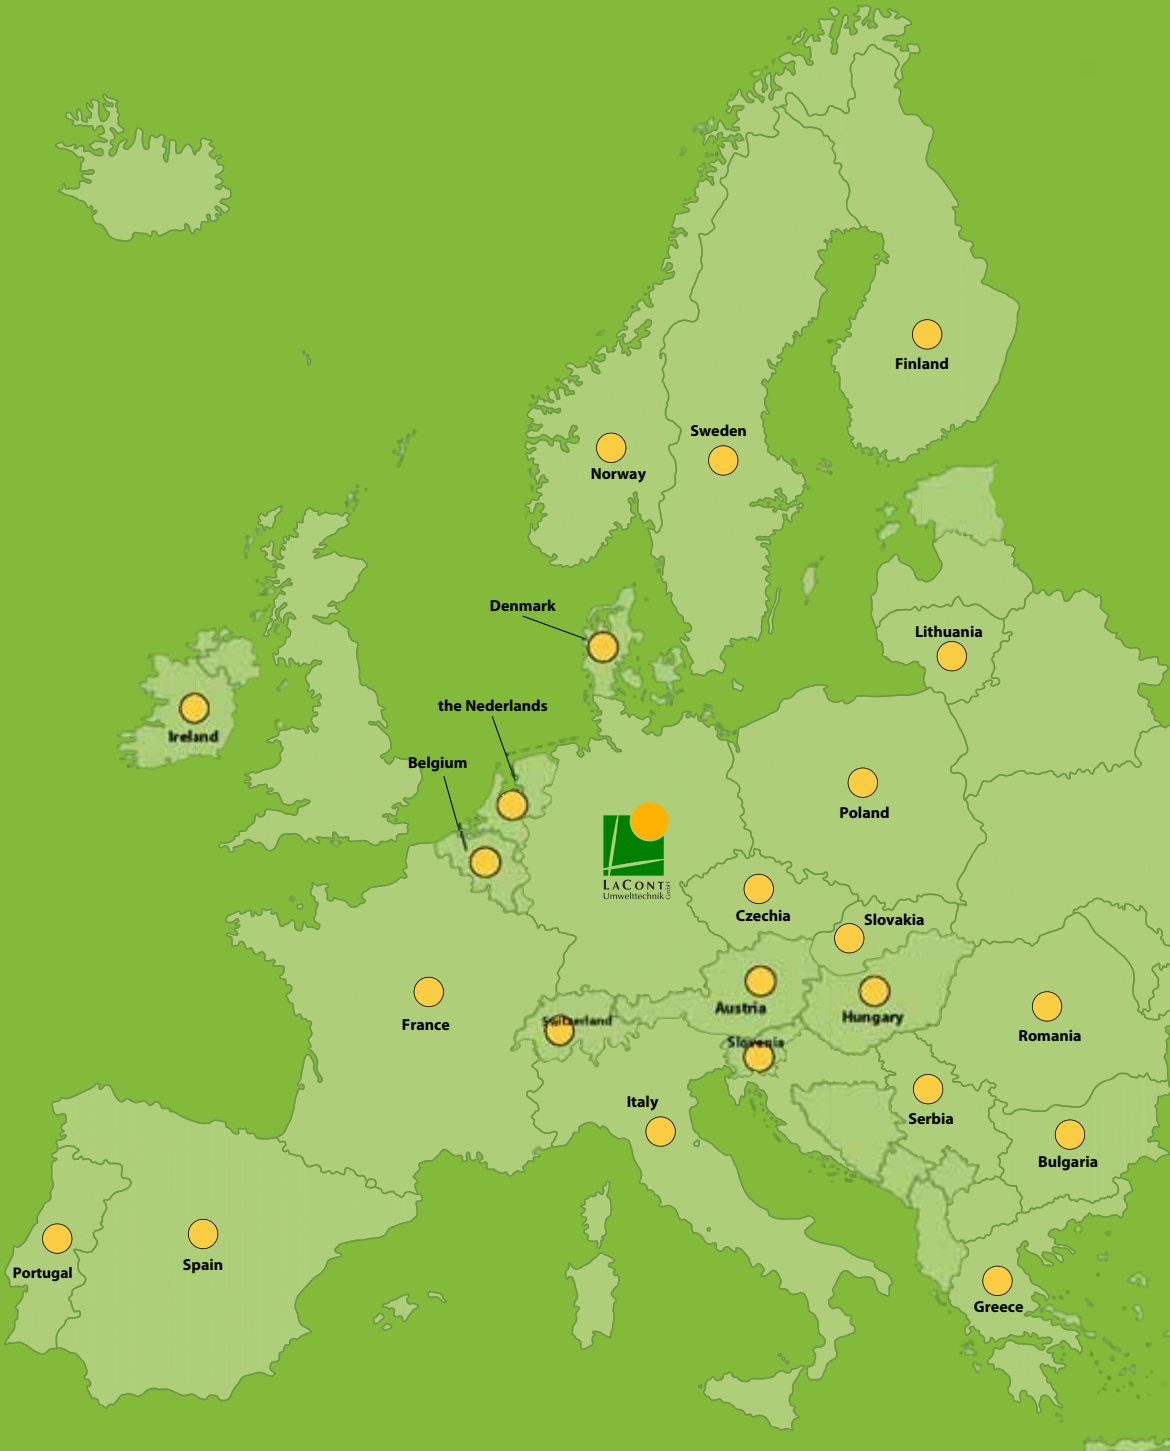 Finland
Sweden
Norway
Denmark
Lithuania
the Nederlands
Ireland
Belgium
Poland
LACONT
Umwelttechnik GmbH
Czechia
Slovakia
Austria
Hungary
France
Switzerland
Romania
Slovenia
Italy
Serbia
Bulgaria
Spain
Portugal
Greece